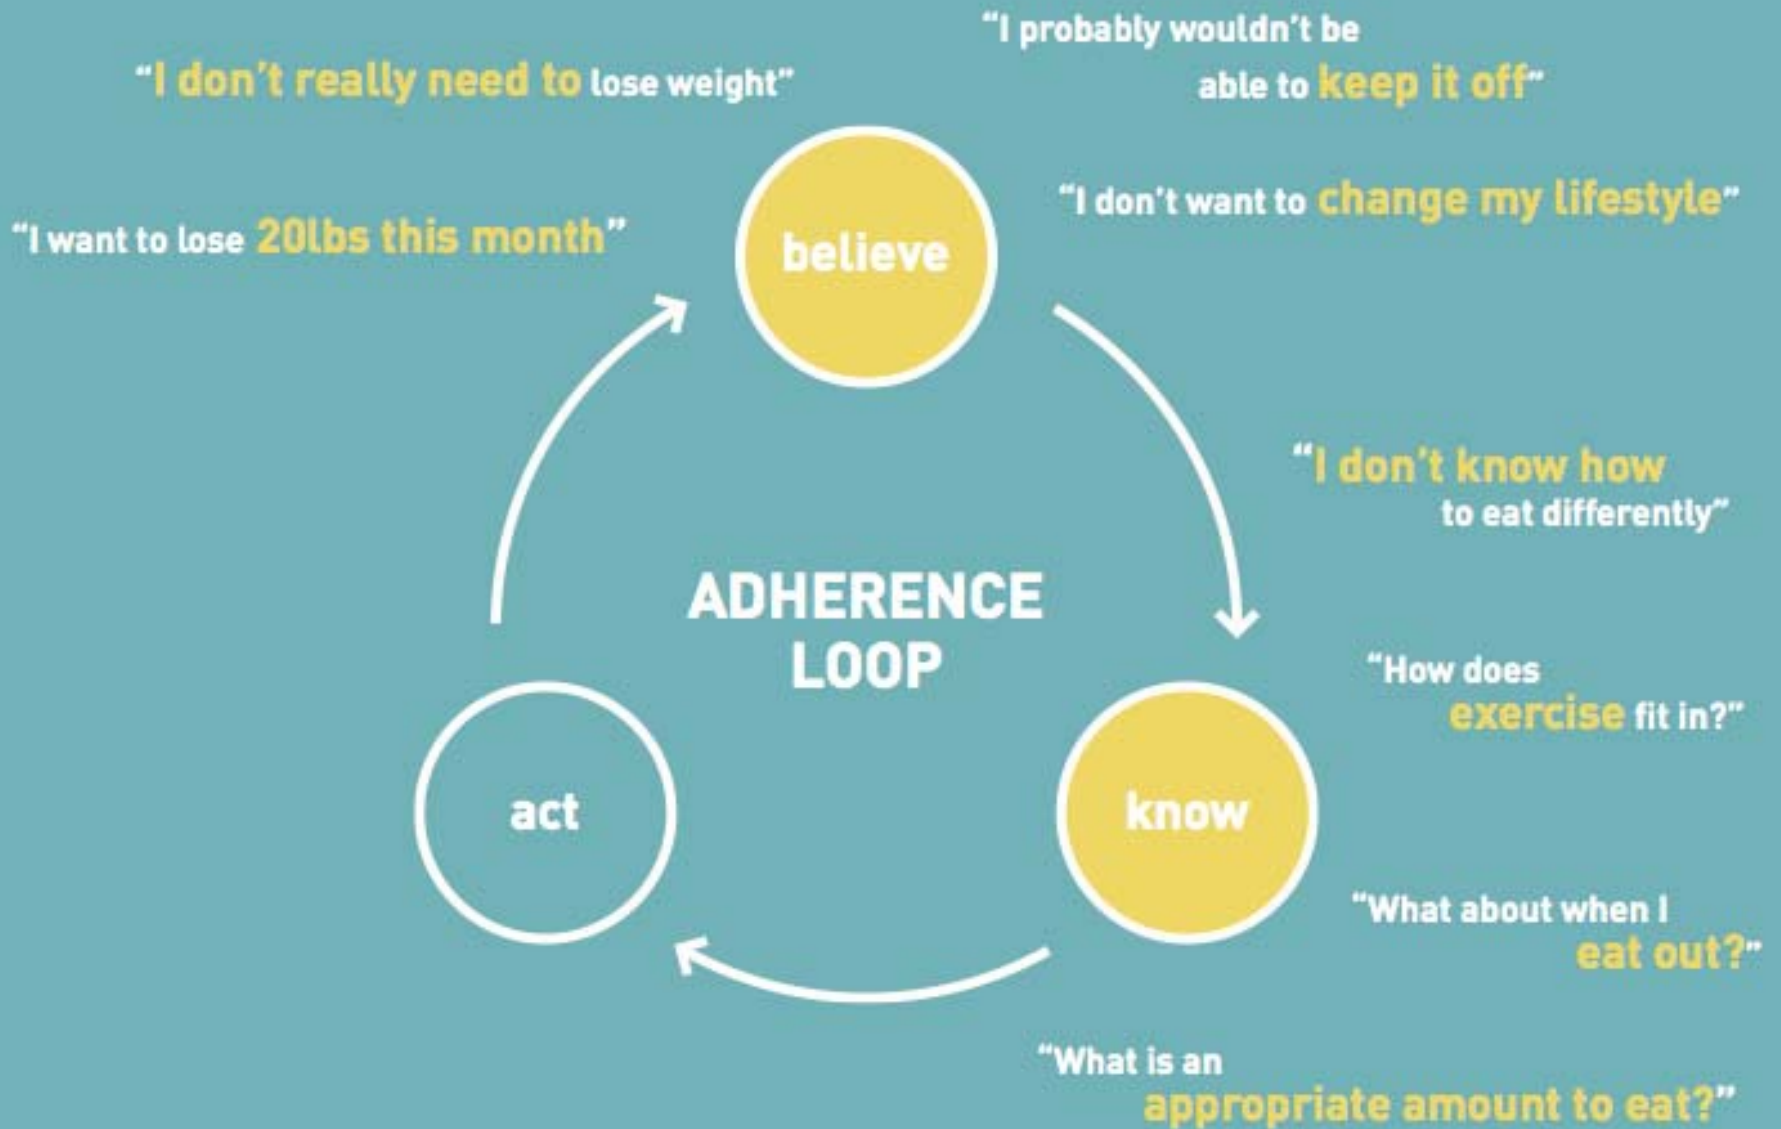 “I probably wouldn’t be
able to keep it off”
“I don’t really need to lose weight”
“I don’t want to change my lifestyle”
“I want to lose 20lbs this month”
believe
“I don’t know how
to eat differently”
ADHERENCE
LOOP
“How does
exercise fit in?”
act
know
“What about when I
eat out?”
“What is an
appropriate amount to eat?”